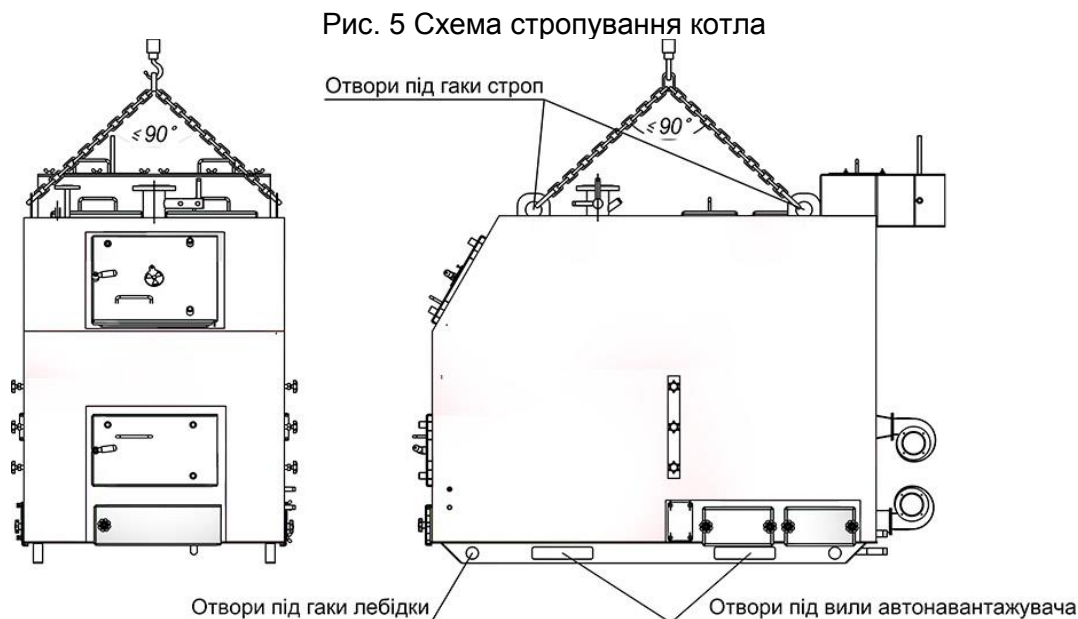 Рис. 5 Схема стропування котла
Отвори під гаки строп
≤90°
≤90°
Отвори під гаки лебідки
Отвори під вили автонавантажувача